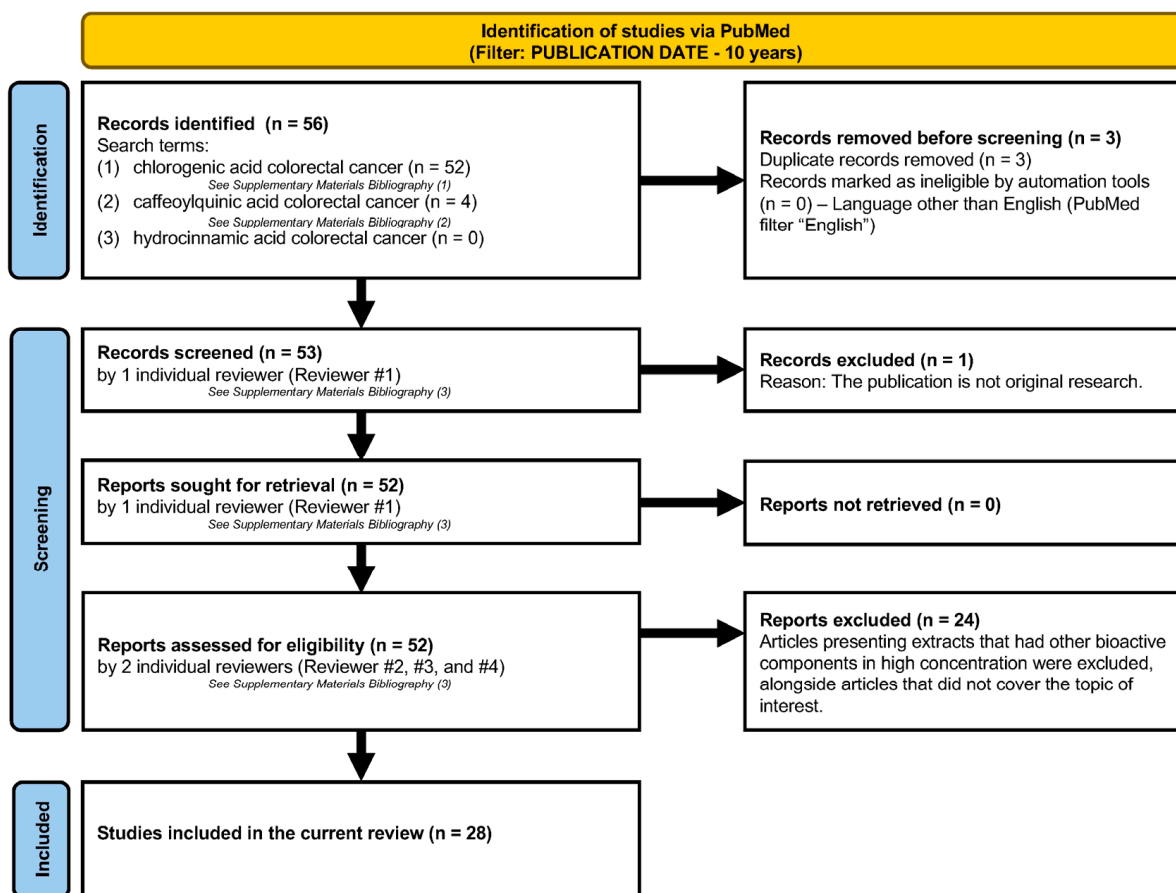 Identification of studies via PubMed
(Filter: PUBLICATION DATE - 10 years)
Identification
Records identified (n = 56)
Search terms:
(1) chlorogenic acid colorectal cancer (n = 52)
See Supplementary Materials Bibliography (1)
(2) caffeoylquinic acid colorectal cancer (n = 4)
See Supplementary Materials Bibliography (2)
(3) hydrocinnamic acid colorectal cancer (n = 0)
Records removed before screening (n = 3)
Duplicate records removed (n = 3)
Records marked as ineligible by automation tools
(n = 0) – Language other than English (PubMed
filter “English”)
Screening
Records screened (n = 53)
by 1 individual reviewer (Reviewer #1)
See Supplementary Materials Bibliography (3)
Records excluded (n = 1)
Reason: The publication is not original research.
Reports sought for retrieval (n = 52)
by 1 individual reviewer (Reviewer #1)
See Supplementary Materials Bibliography (3)
Reports not retrieved (n = 0)
Reports assessed for eligibility (n = 52)
by 2 individual reviewers (Reviewer #2, #3, and #4)
See Supplementary Materials Bibliography (3)
Reports excluded (n = 24)
Articles presenting extracts that had other bioactive
components in high concentration were excluded,
alongside articles that did not cover the topic of
interest.
Included
Studies included in the current review (n = 28)